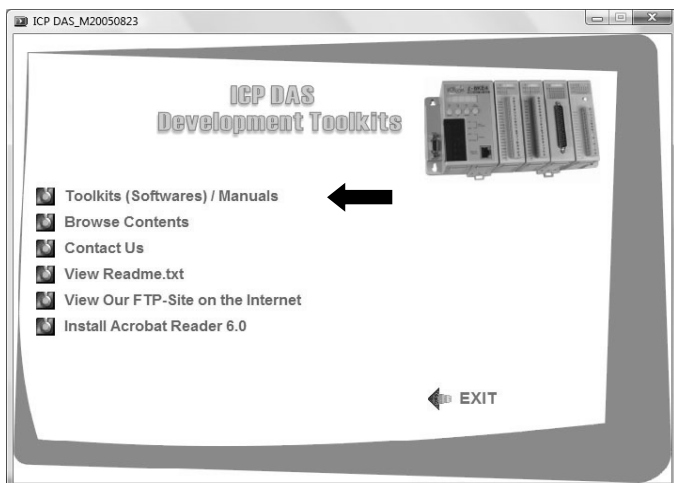 ICP DAS_M20050823
ICP DAS
Development Toolkits
Toolkits (Softwares) / Manuals
Browse Contents
Contact Us
View Readme.txt
View Our FTP-Site on the Internet
Install Acrobat Reader 6.0
EXIT